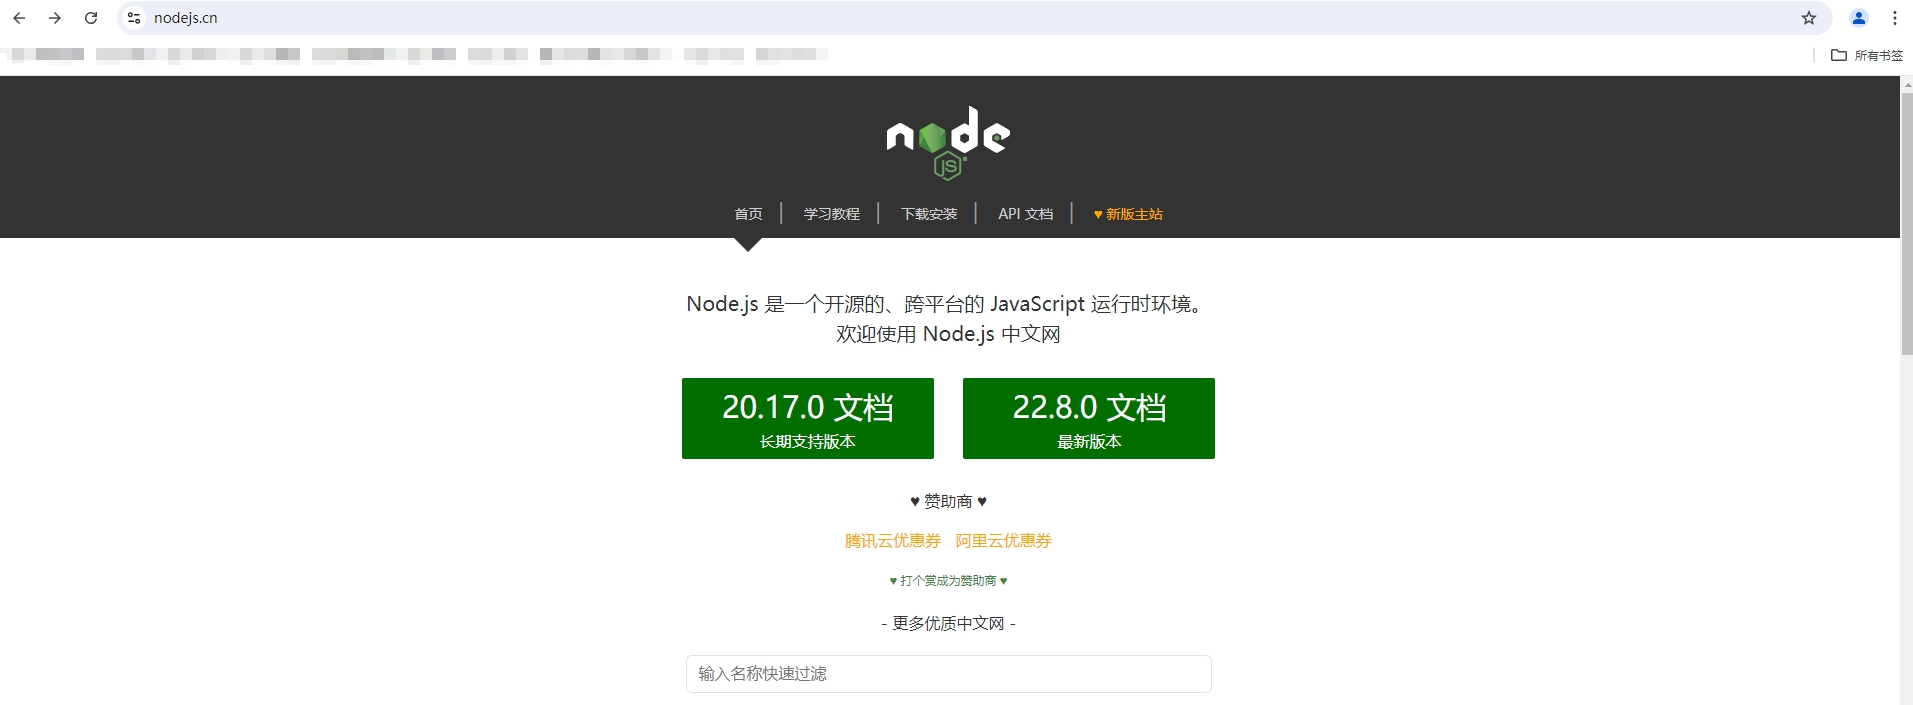 nodejs.cn
所有书签
node
JS
首页 学习教程 下载安装 API 文档 ♥ 新版主站
Node.js 是一个开源的、跨平台的 JavaScript 运行时环境。
欢迎使用 Node.js 中文网
20.17.0 文档
长期支持版本
22.8.0 文档
最新版本
♥ 赞助商 ♥
腾讯云优惠券 阿里云优惠券
♥ 打个赏成为赞助商 ♥
- 更多优质中文网 -
输入名称快速过滤